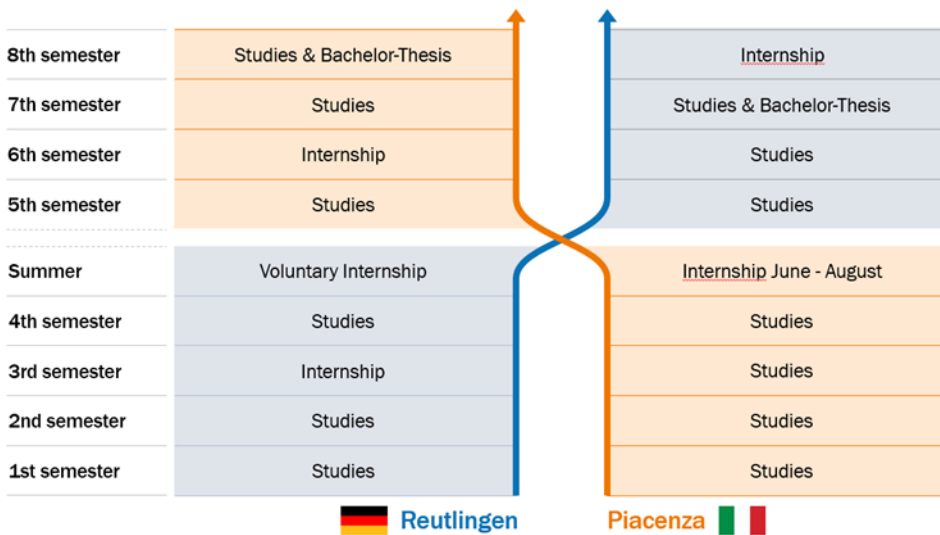 8th semester Studies & Bachelor-Thesis Internship
7th semester Studies Studies & Bachelor-Thesis
6th semester Internship Studies
5th semester Studies Studies
Summer Voluntary Internship Internship June - August
4th semester Studies Studies
3rd semester Internship Studies
2nd semester Studies Studies
1st semester Studies Studies
Reutlingen Piacenza